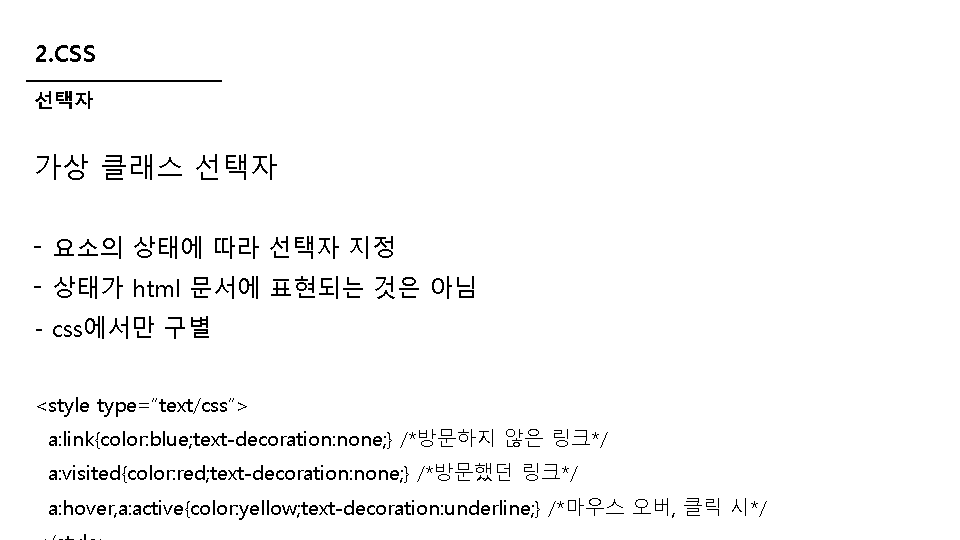 2.CSS
선택자
가상 클래스 선택자
- 요소의 상태에 따라 선택자 지정
- 상태가 html 문서에 표현되는 것은 아님
- css에서만 구별
<style type=”text/css”>
a:link{color:blue;text-decoration:none;} /*방문하지 않은 링크*/
a:visited{color:red;text-decoration:none;} /*방문했던 링크*/
a:hover,a:active{color:yellow;text-decoration:underline;} /*마우스 오버, 클릭 시*/